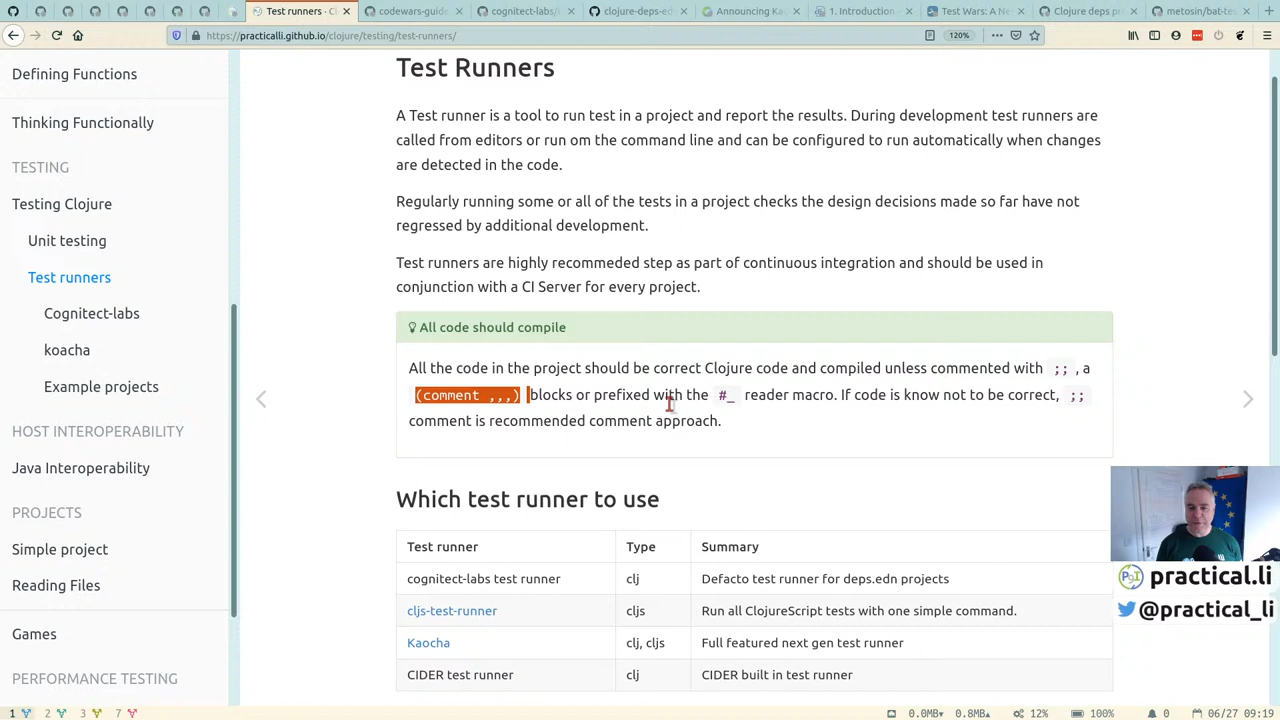 Test runners · Cl
codewars-guide
cognitect-labs/
clojure-deps-ed
Announcing Kao
1. Introduction
Test Wars: A Ne
Clojure deps pr
metosin/bat-tes
https://practicalli.github.io/clojure/testing/test-runners/
120%
Defining Functions
Thinking Functionally
TESTING
Testing Clojure
Unit testing
Test runners
Cognitect-labs
koacha
Example projects
HOST INTEROPERABILITY
Java Interoperability
PROJECTS
Simple project
Reading Files
Games
PERFORMANCE TESTING
Test Runners
A Test runner is a tool to run test in a project and report the results. During development test runners are
called from editors or run om the command line and can be configured to run automatically when changes
are detected in the code.
Regularly running some or all of the tests in a project checks the design decisions made so far have not
regressed by additional development.
Test runners are highly recommeded step as part of continuous integration and should be used in
conjunction with a CI Server for every project.
All code should compile
All the code in the project should be correct Clojure code and compiled unless commented with ;; , a
(comment ,,,) blocks or prefixed with the #_ reader macro. If code is know not to be correct, ;;
comment is recommended comment approach.
Which test runner to use
Test runner Type Summary
cognitect-labs test runner clj Defacto test runner for deps.edn projects
cljs-test-runner cljs Run all ClojureScript tests with one simple command.
Kaocha clj, cljs Full featured next gen test runner
CIDER test runner clj CIDER built in test runner
practical.li
@practical_li
1 2 3 7
0.0MB 0.8MB 12% 100% 0 06/27 09:19